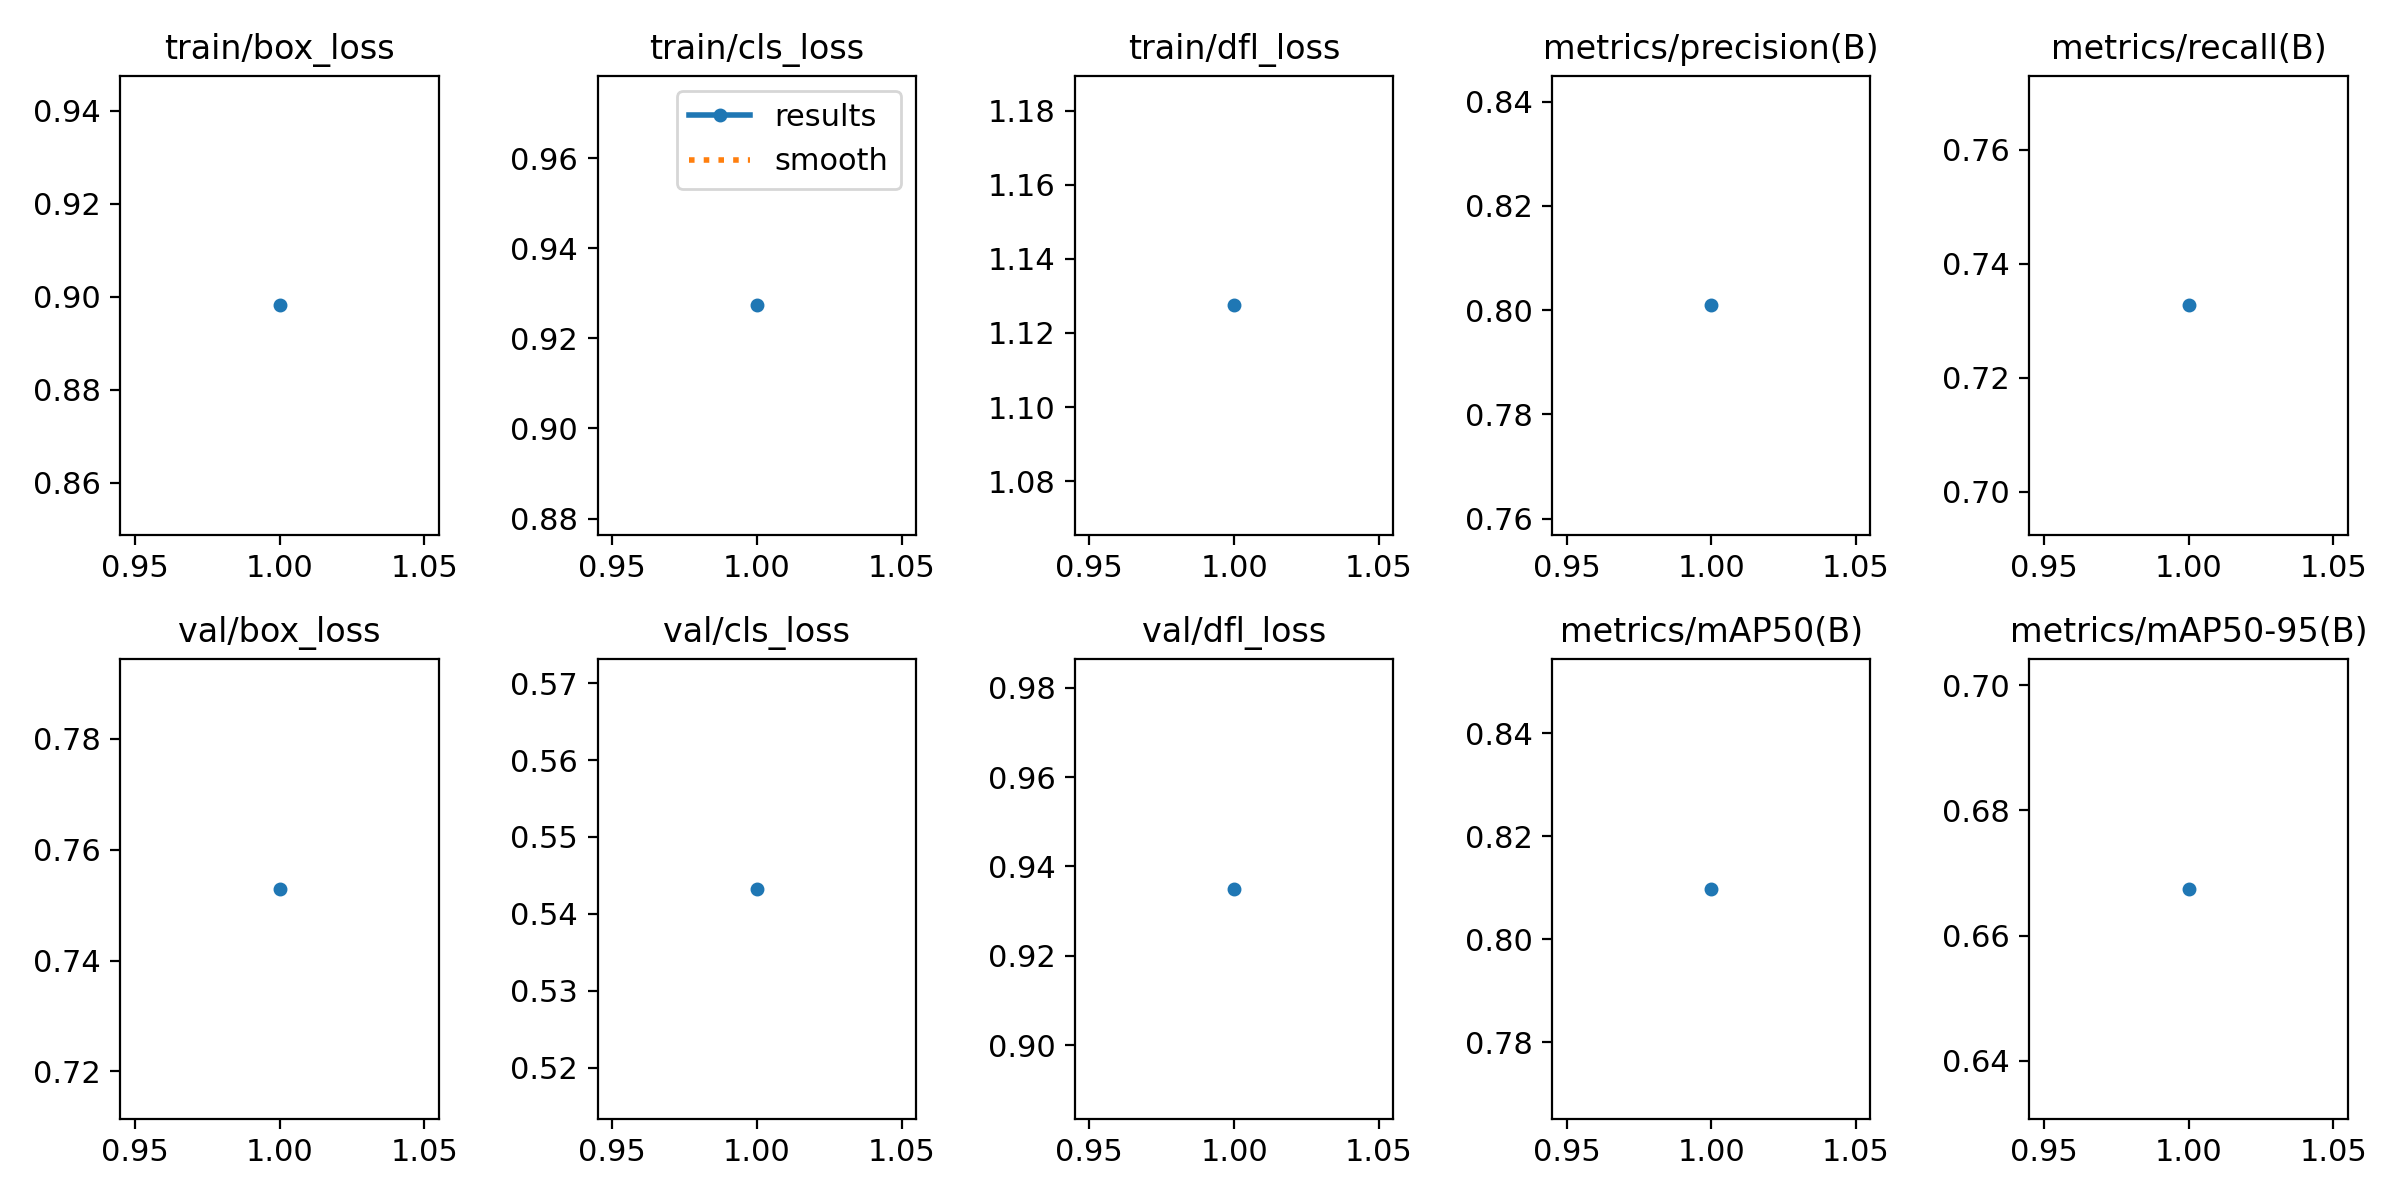 train/box_loss
0.94
0.92
0.90
0.88
0.86
0.95 1.00 1.05
train/cls_loss
results
smooth
0.96
0.94
0.92
0.90
0.88
0.95 1.00 1.05
train/dfl_loss
1.18
1.16
1.14
1.12
1.10
1.08
0.95 1.00 1.05
metrics/precision(B)
0.84
0.82
0.80
0.78
0.76
0.95 1.00 1.05
metrics/recall(B)
0.76
0.74
0.72
0.70
0.95 1.00 1.05
val/box_loss
0.78
0.76
0.74
0.72
0.95 1.00 1.05
val/cls_loss
0.57
0.56
0.55
0.54
0.53
0.52
0.95 1.00 1.05
val/dfl_loss
0.98
0.96
0.94
0.92
0.90
0.95 1.00 1.05
metrics/mAP50(B)
0.84
0.82
0.80
0.78
0.95 1.00 1.05
metrics/mAP50-95(B)
0.70
0.68
0.66
0.64
0.95 1.00 1.05